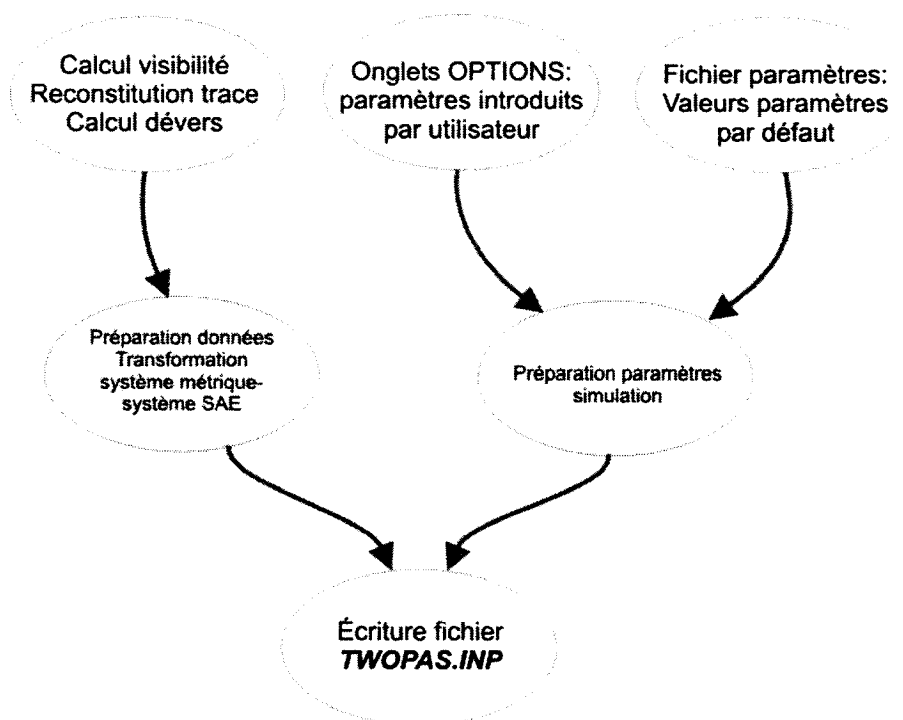 Calcul visibilité
Reconstitution trace
Calcul dévers
Onglets OPTIONS:
paramètres introduits
par utilisateur
Fichier paramètres:
Valeurs paramètres
par défaut
Préparation données
Transformation
système métrique-
système SAE
Préparation paramètres
simulation
Écriture fichier
TWOPAS.INP